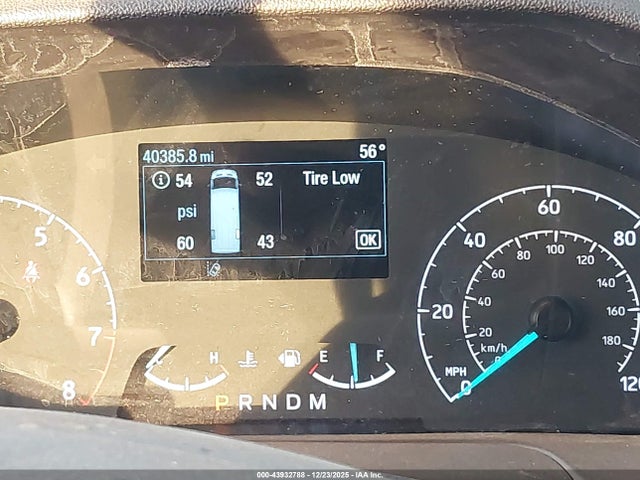 40385.8 mi 56°
54 52 Tire Low
psi
60 43 OK
5
6
7
8
H E F
PRNDM
0 20 40 60 80 120
MPH
0 20 40 60 80 100 120 140 160 180
km/h
000-43932788 - 12/23/2025 - IAA Inc.